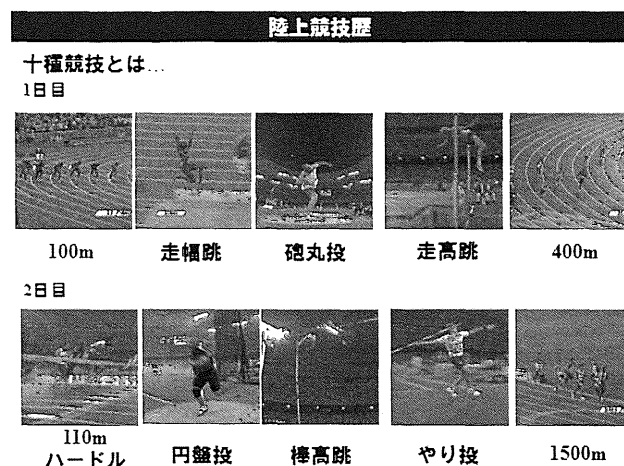 陸上競技歴
十種競技とは…
1日目
100m
走幅跳
砲丸投
走高跳
400m
2日目
110m
ハードル
円盤投
棒高跳
やり投
1500m